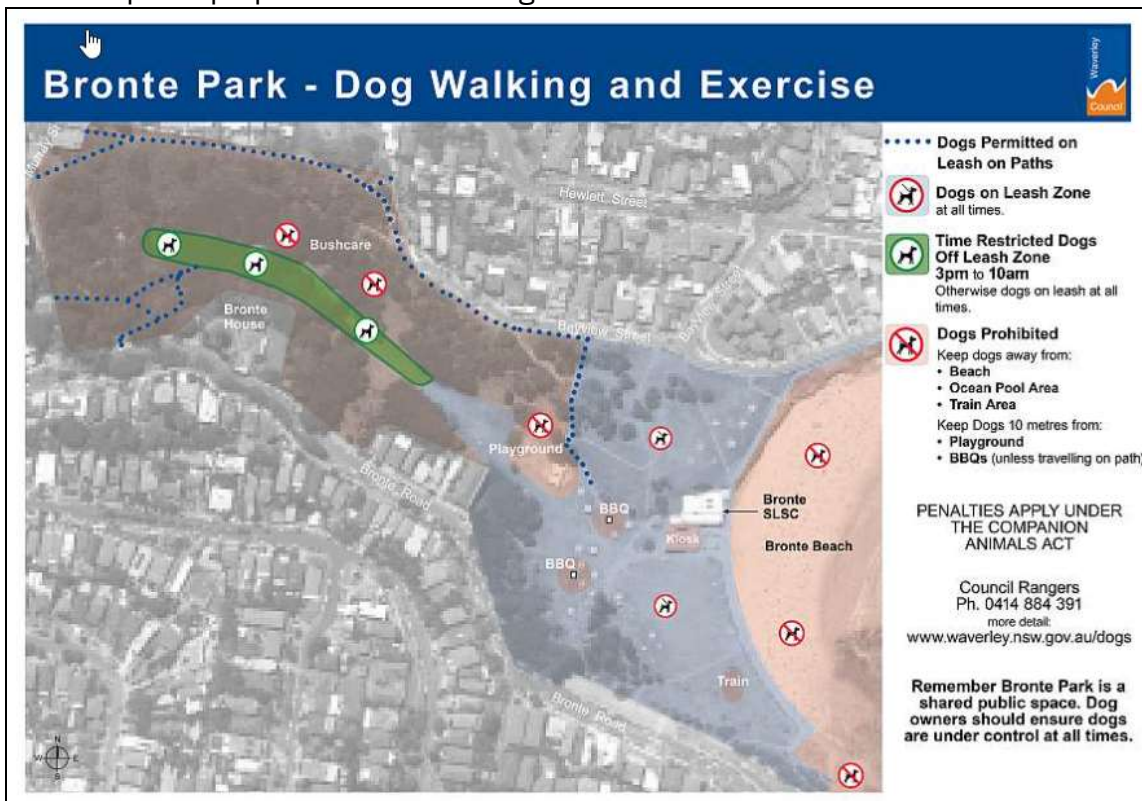 Bronte Park - Dog Walking and Exercise
Waverley
Council
Murray St
Hewlett Street
Bushcare
Bronte
House
Bayview Street
Bayview Street
Playground
Bronte Road
BBQ
BBQ
Kiosk
Bronte
SLSC
Bronte Beach
Train
Bronte Road
N
W
E
S
Dogs Permitted on
Leash on Paths
Dogs on Leash Zone
at all times.
Time Restricted Dogs
Off Leash Zone
3pm to 10am
Otherwise dogs on leash at all
times.
Dogs Prohibited
Keep dogs away from:
• Beach
• Ocean Pool Area
• Train Area
Keep Dogs 10 metres from:
• Playground
• BBQs (unless travelling on path)
PENALTIES APPLY UNDER
THE COMPANION
ANIMALS ACT
Council Rangers
Ph. 0414 884 391
more detail:
www.waverley.nsw.gov.au/dogs
Remember Bronte Park is a
shared public space. Dog
owners should ensure dogs
are under control at all times.